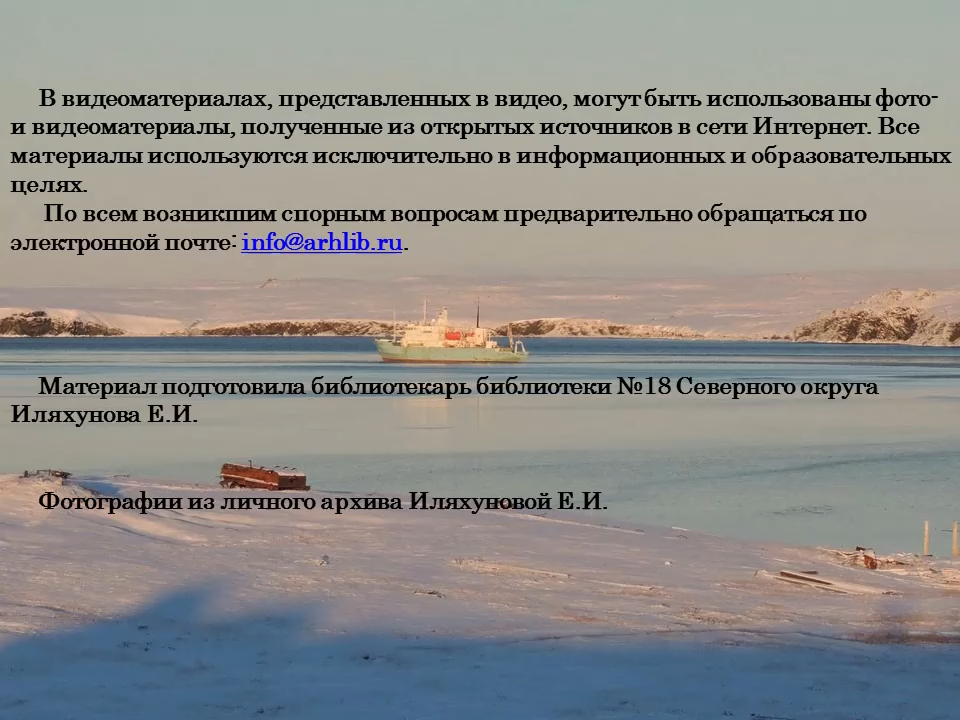 В видеоматериалах, представленных в видео, могут быть использованы фото-
и видеоматериалы, полученные из открытых источников в сети Интернет. Все
материалы используются исключительно в информационных и образовательных
целях.
По всем возникшим спорным вопросам предварительно обращаться по
электронной почте: info@arhlib.ru.
Материал подготовила библиотекарь библиотеки №18 Северного округа
Иляхунова Е.И.
Фотографии из личного архива Иляхуновой Е.И.